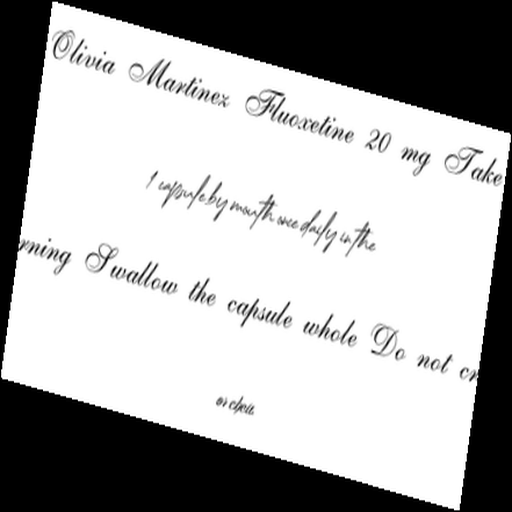 Olivia Martinez Fluoxetine 20 mg Take
1 capsule by mouth once daily in the
rning Swallow the capsule whole Do not cr
or chew